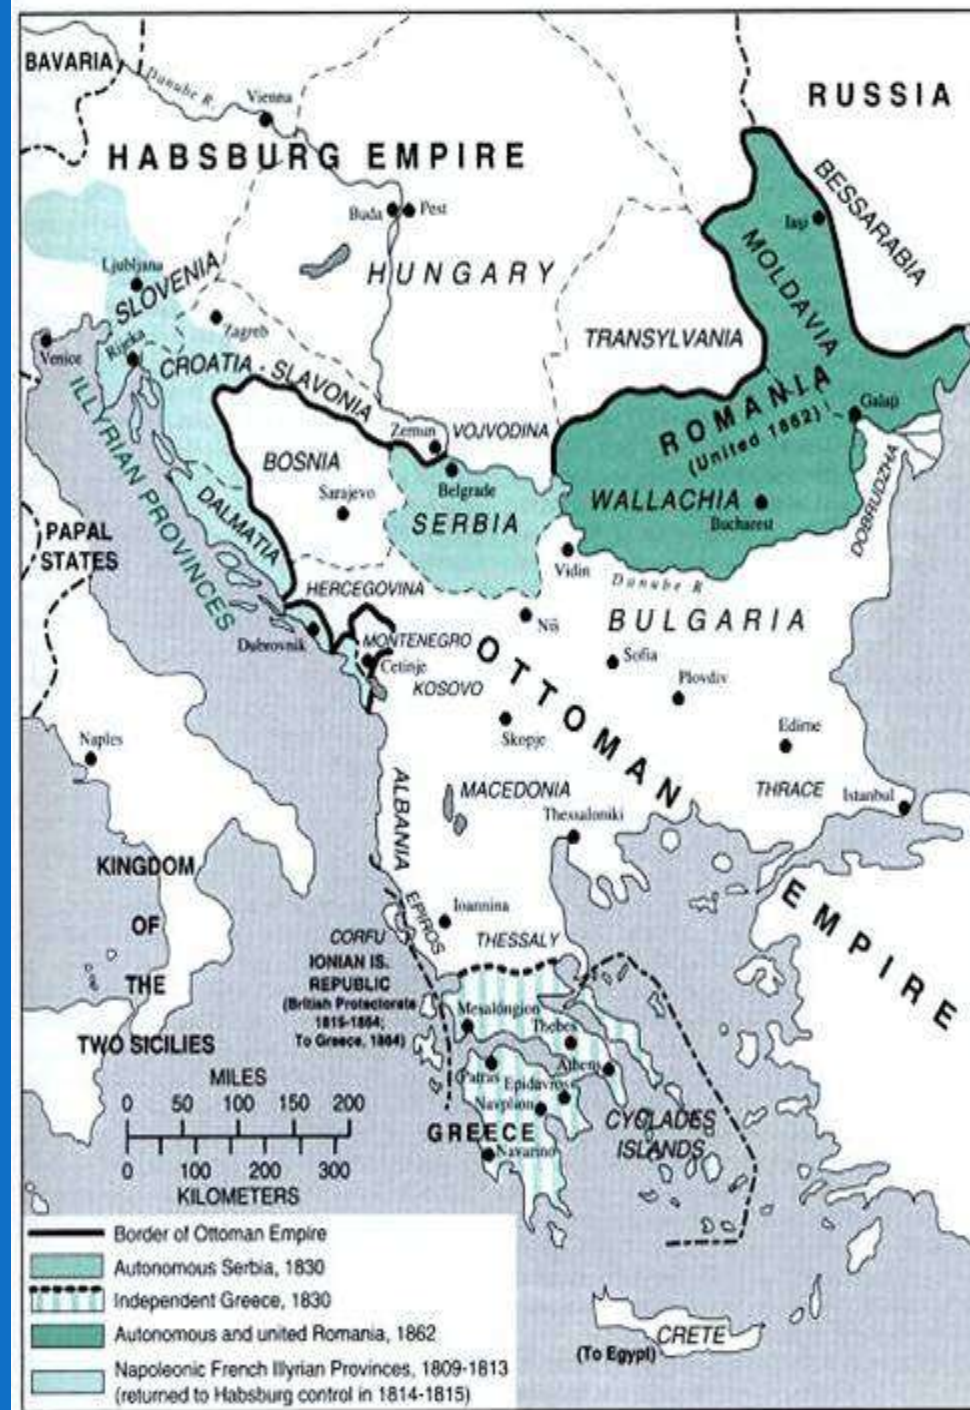 BAVARIA
Danube R.
Vienna
RUSSIA
HABSBURG EMPIRE
BESSARABIA
Buda
Pest
Iaşi
MOLDAVIA
HUNGARY
Ljubljana
SLOVENIA
Zagreb
TRANSYLVANIA
Venice
Rijeka
CROATIA - SLAVONIA
ILLYRIAN PROVINCES
ROMANIA
(United 1862)
Galaţi
Zemun
VOJVODINA
BOSNIA
Sarajevo
Belgrade
SERBIA
WALLACHIA
Bucharest
DOBRUDZHA
DALMATIA
PAPAL
STATES
Vidin
Danube R
HERCEGOVINA
BULGARIA
Niš
Dubrovnik
MONTENEGRO
Cetinje
KOSOVO
Sofia
Plovdiv
OTTOMAN
EMPIRE
Skopje
Edirne
Naples
ALBANIA
MACEDONIA
THRACE
Istanbul
Thessaloniki
KINGDOM
OF
THE
TWO SICILIES
EPIROS
Ioannina
CORFU
THESSALY
IONIAN IS.
REPUBLIC
(British Protectorate
1815-1864;
To Greece, 1864)
Mesalóngion
Thebes
Patras
Epidavros
Athens
Navplion
GREECE
CYCLADES
ISLANDS
Navarino
MILES
0 50 100 150 200
0 100 200 300
KILOMETERS
Border of Ottoman Empire
Autonomous Serbia, 1830
Independent Greece, 1830
Autonomous and united Romania, 1862
Napoleonic French Illyrian Provinces, 1809-1813
(returned to Habsburg control in 1814-1815)
CRETE
(To Egypt)